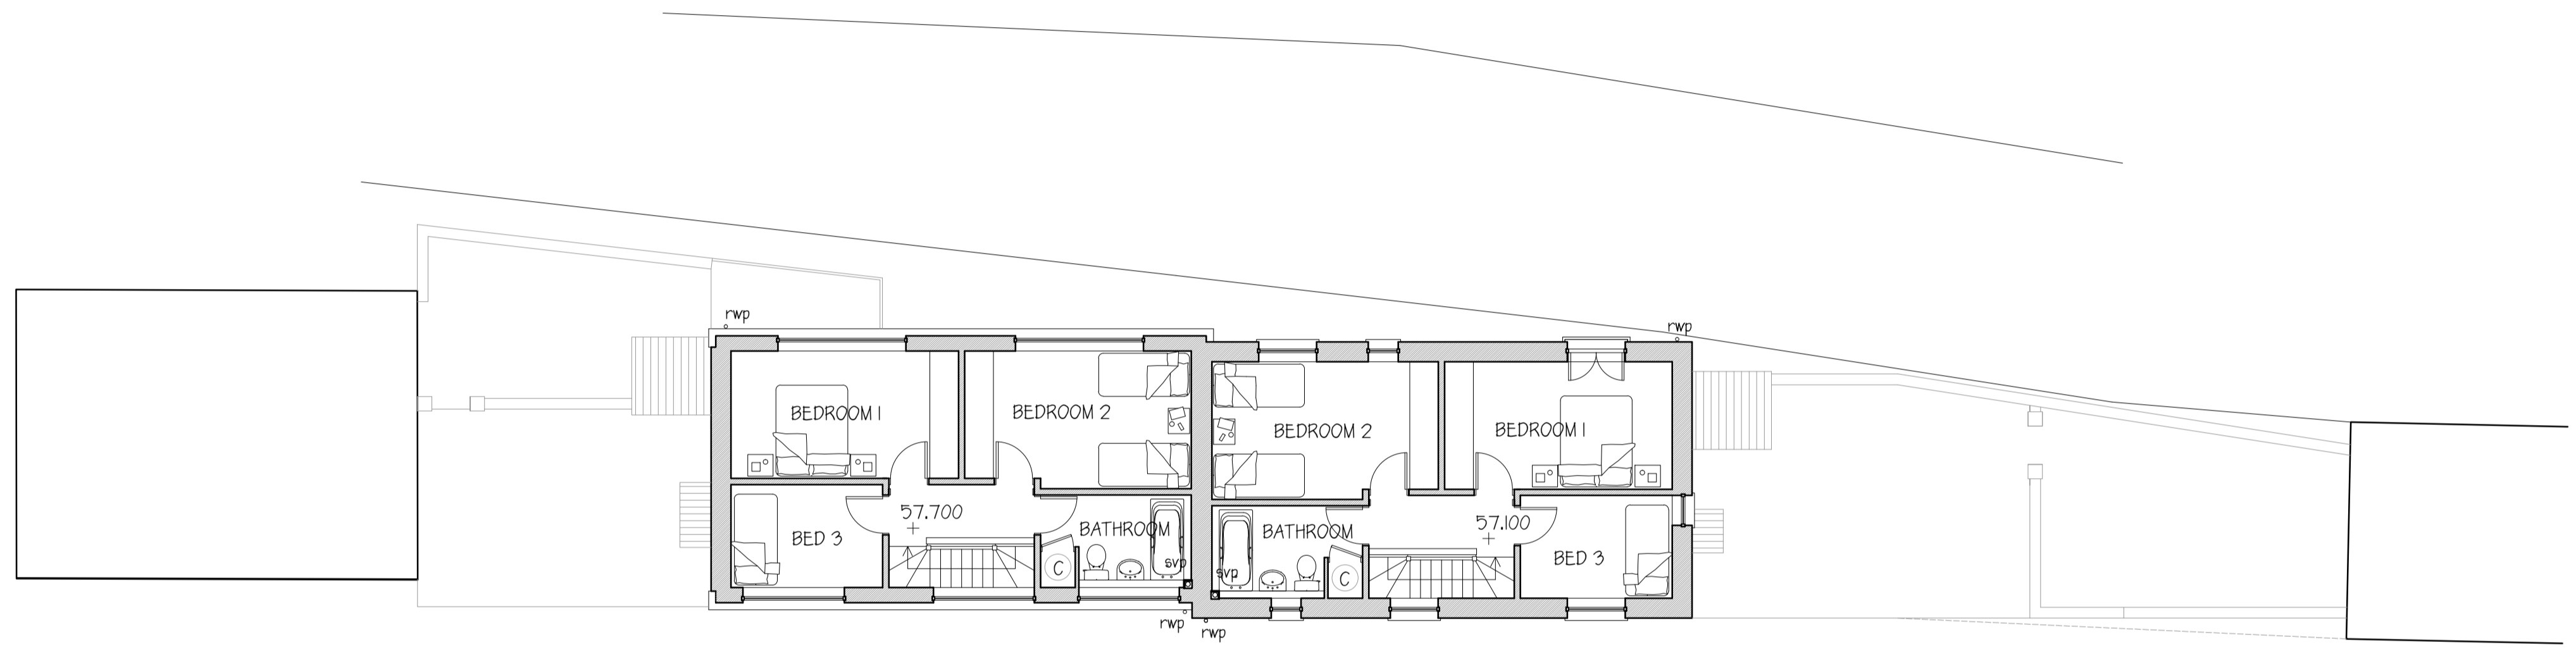 rwp
rwp
BEDROOM 1
BEDROOM 2
BEDROOM 2
BEDROOM 1
57.700
BED 3
BATHROOM
C
svp
BATHROOM
svp
C
57.100
BED 3
rwp
rwp